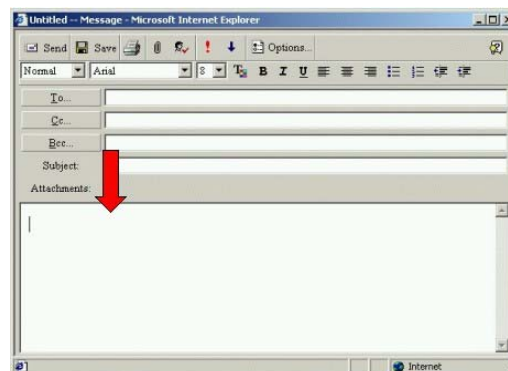 Untitled -- Message - Microsoft Internet Explorer
Send Save Options...
Normal Arial 8 B I U
To...
Cc...
Bcc...
Subject:
Attachments:
Internet